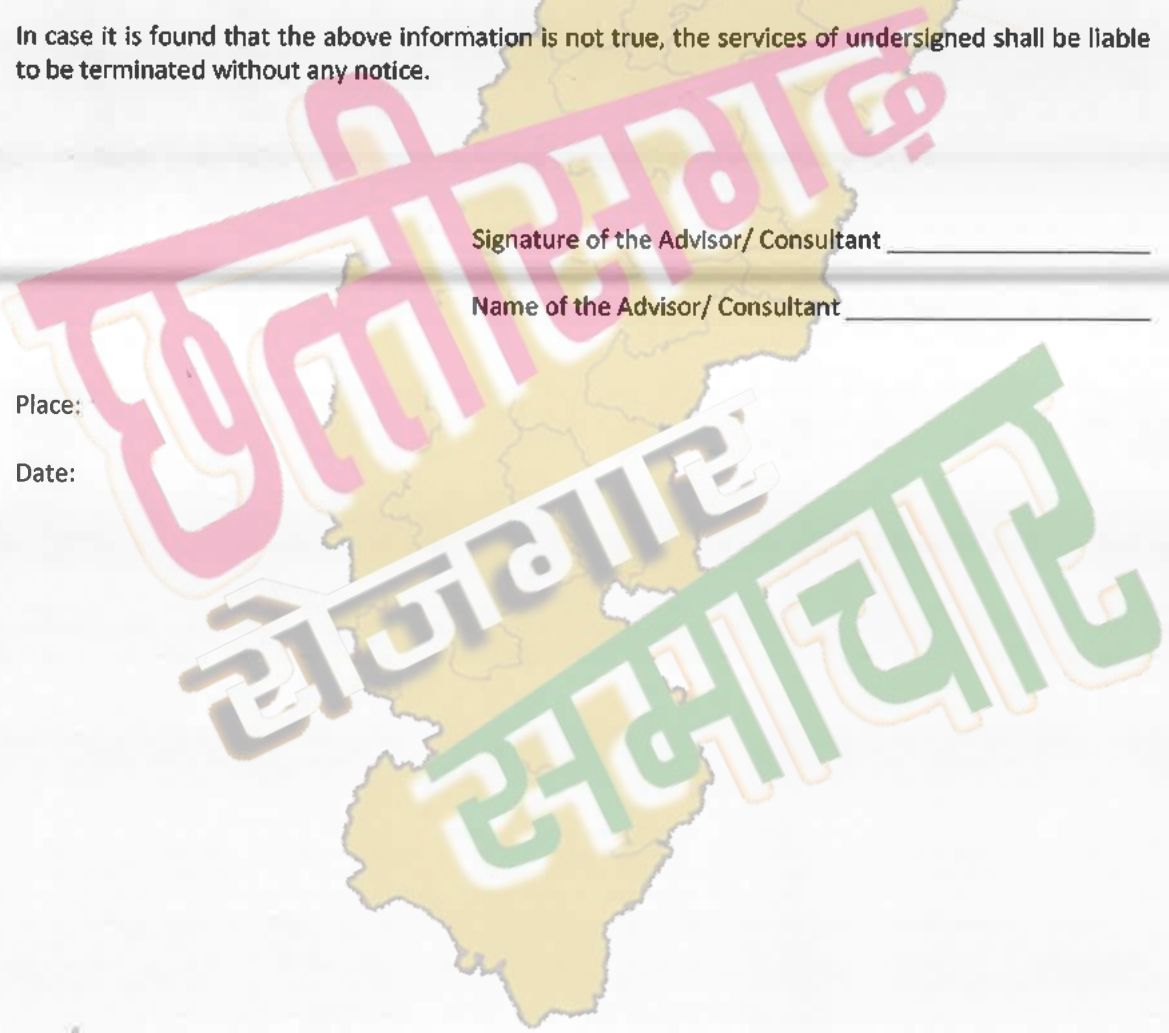 In case it is found that the above information is not true, the services of undersigned shall be liable
to be terminated without any notice.
Signature of the Advisor/ Consultant
Name of the Advisor/ Consultant
Place:
Date:
छत्तीसगढ़
रोजगार
समाचार